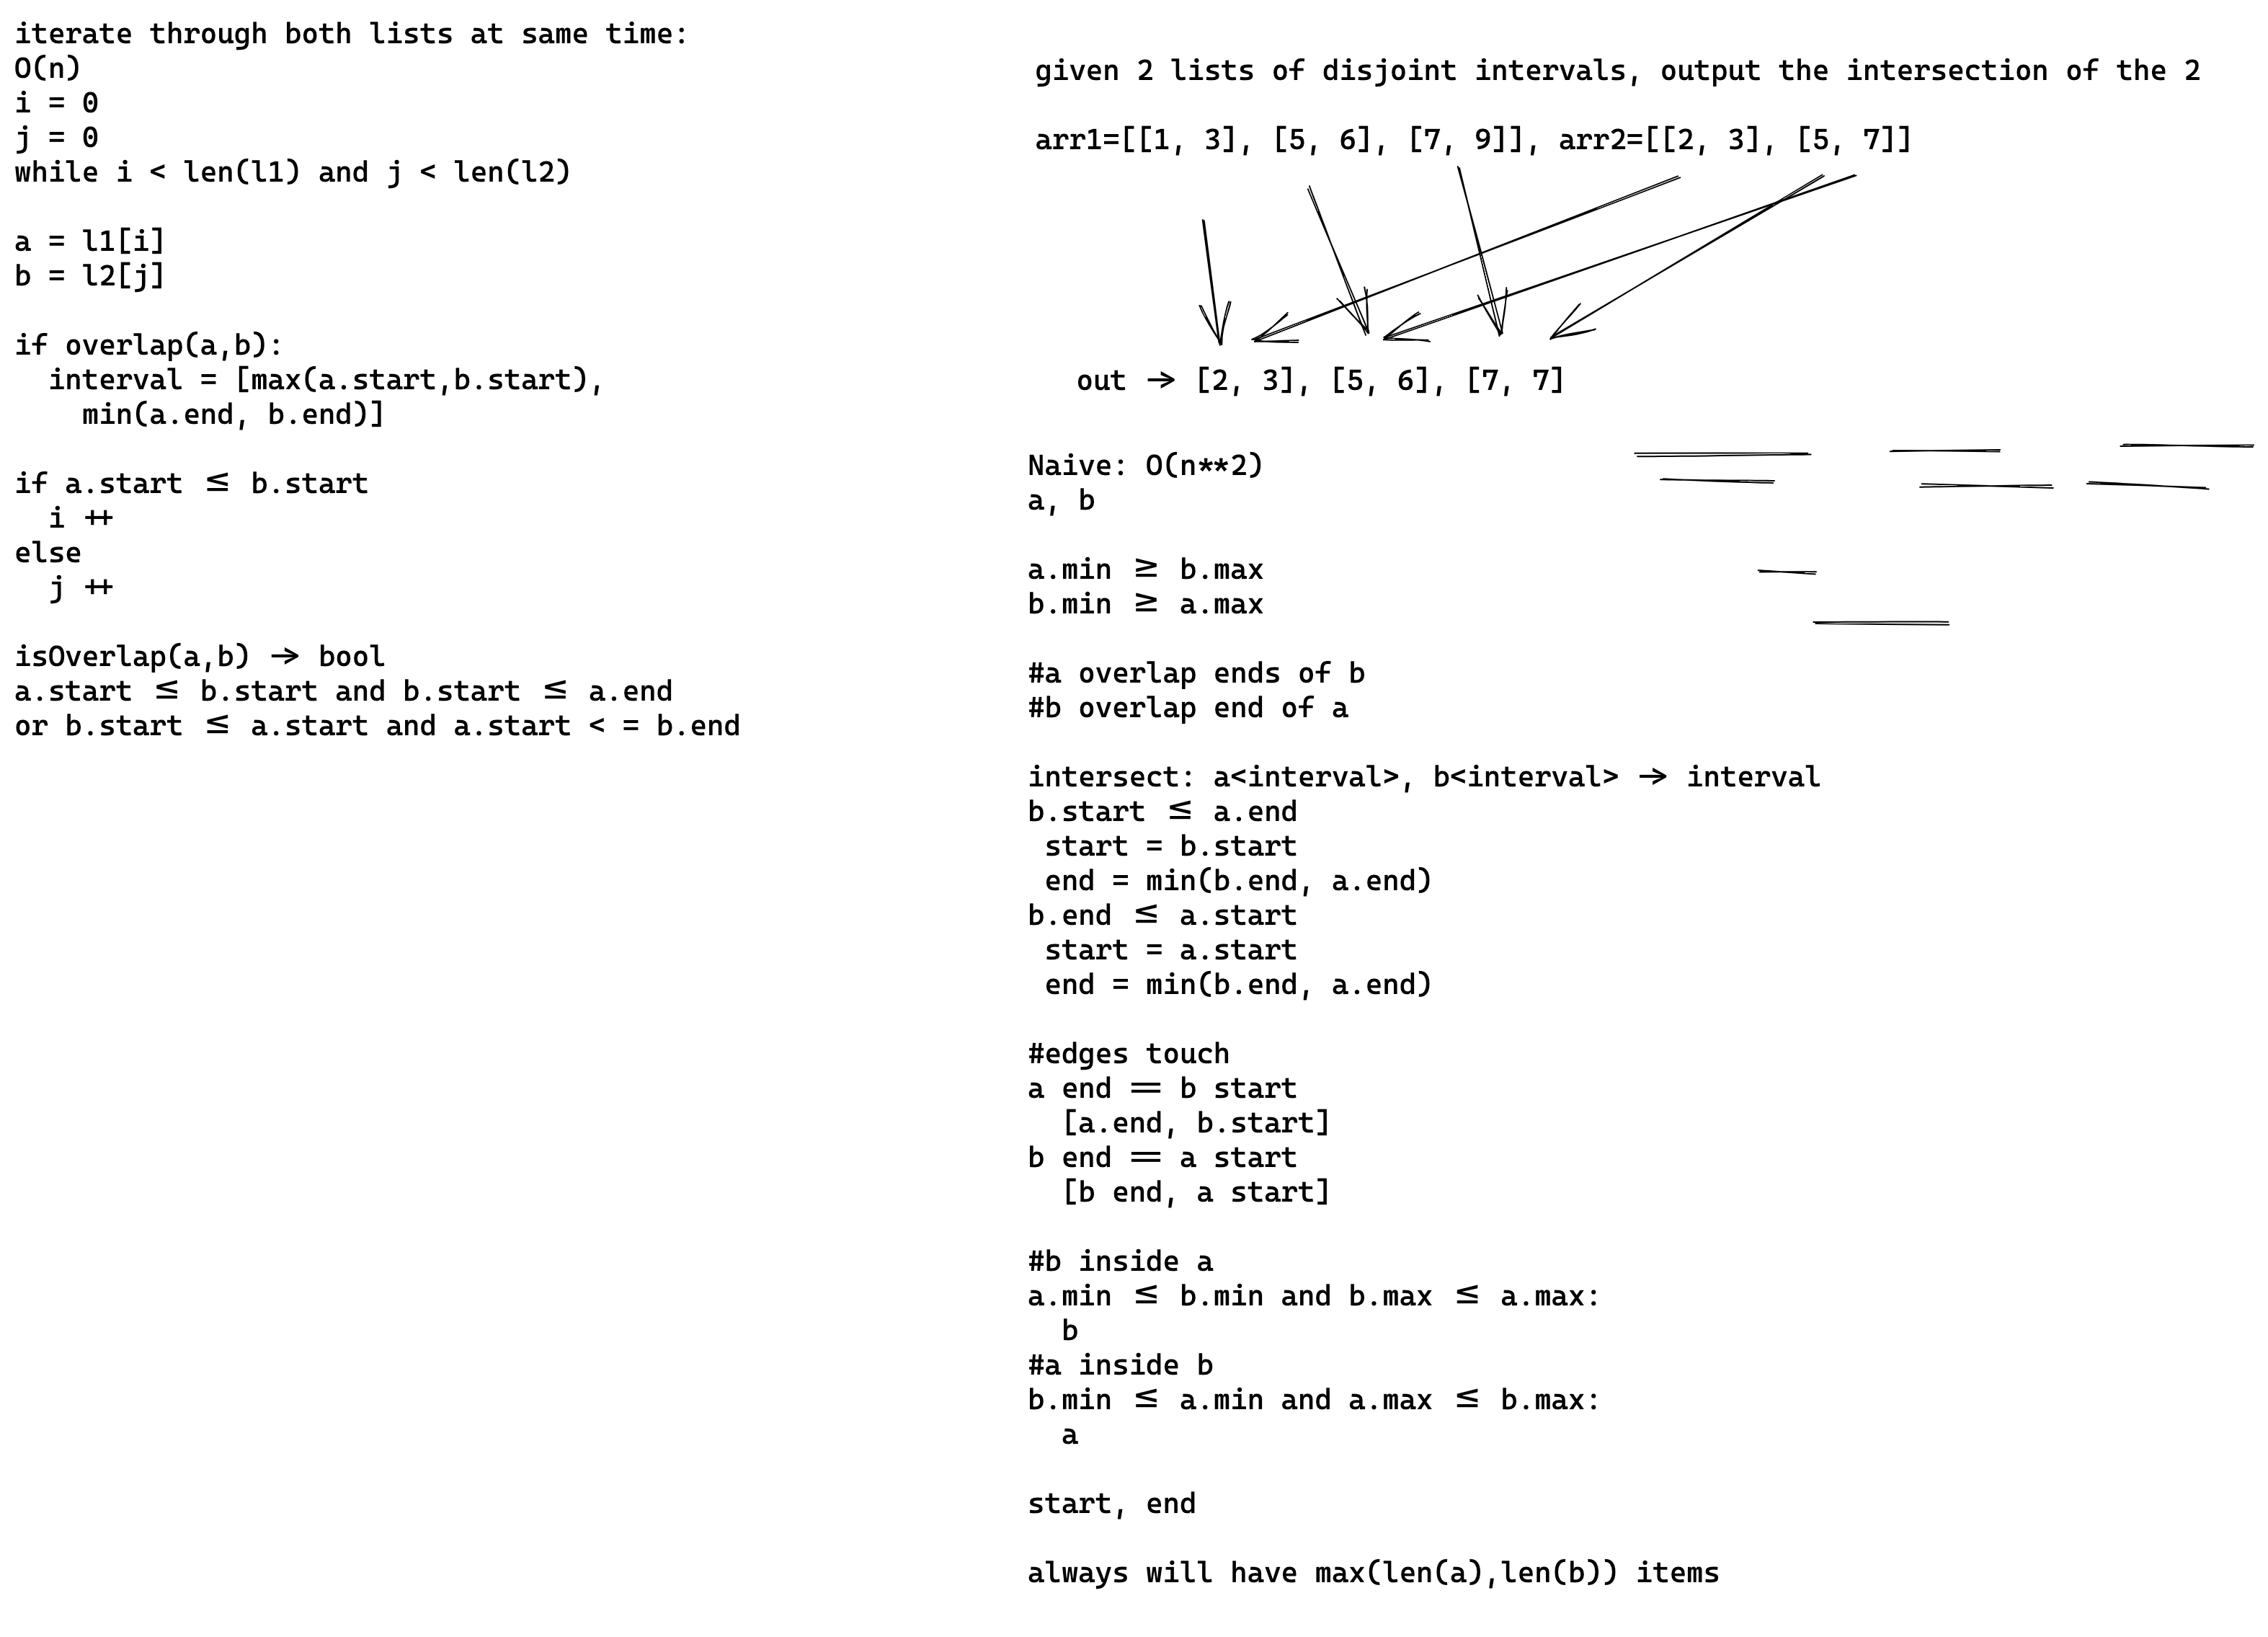 iterate through both lists at same time:
O(n)
i = 0
j = 0
while i < len(l1) and j < len(l2)
a = l1[i]
b = l2[j]
if overlap(a,b):
  interval = [max(a.start,b.start),
    min(a.end, b.end)]
if a.start ≤ b.start
  i ++
else
  j ++
isOverlap(a,b) → bool
a.start ≤ b.start and b.start ≤ a.end
or b.start ≤ a.start and a.start < = b.end
given 2 lists of disjoint intervals, output the intersection of the 2
arr1=[[1, 3], [5, 6], [7, 9]], arr2=[[2, 3], [5, 7]]
out → [2, 3], [5, 6], [7, 7]
Naive: O(n**2)
a, b
a.min ≥ b.max
b.min ≥ a.max
#a overlap ends of b
#b overlap end of a
intersect: a<interval>, b<interval> → interval
b.start ≤ a.end
 start = b.start
 end = min(b.end, a.end)
b.end ≤ a.start
 start = a.start
 end = min(b.end, a.end)
#edges touch
a end == b start
  [a.end, b.start]
b end == a start
  [b end, a start]
#b inside a
a.min ≤ b.min and b.max ≤ a.max:
  b
#a inside b
b.min ≤ a.min and a.max ≤ b.max:
  a
start, end
always will have max(len(a),len(b)) items